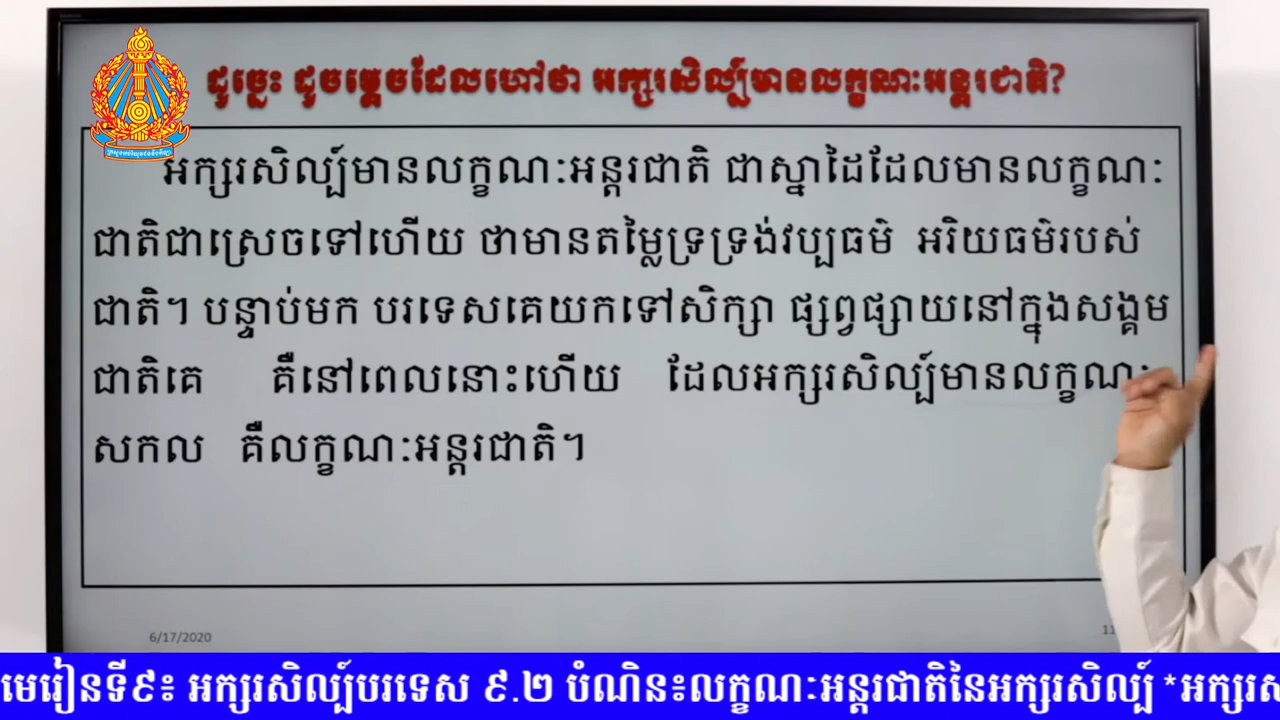 ដូច្នេះ ដូចម្តេចដែលហៅថា អក្សរសិល្ប៍មានលក្ខណៈអន្តរជាតិ?
អក្សរសិល្ប៍មានលក្ខណៈអន្តរជាតិ ជាស្នាដៃដែលមានលក្ខណៈ
ជាតិជាស្រេចទៅហើយ ថាមានតម្លៃទ្រទ្រង់វប្បធម៌ អរិយធម៌របស់
ជាតិ។ បន្ទាប់មក បរទេសគេយកទៅសិក្សា ផ្សព្វផ្សាយនៅក្នុងសង្គម
ជាតិគេ គឺនៅពេលនោះហើយ ដែលអក្សរសិល្ប៍មានលក្ខណៈ
សកល គឺលក្ខណៈអន្តរជាតិ។
6/17/2020
មេរៀនទី៩៖ អក្សរសិល្ប៍បរទេស ៩.២ បំណិន៖លក្ខណៈអន្តរជាតិនៃអក្សរសិល្ប៍ *អក្សរស